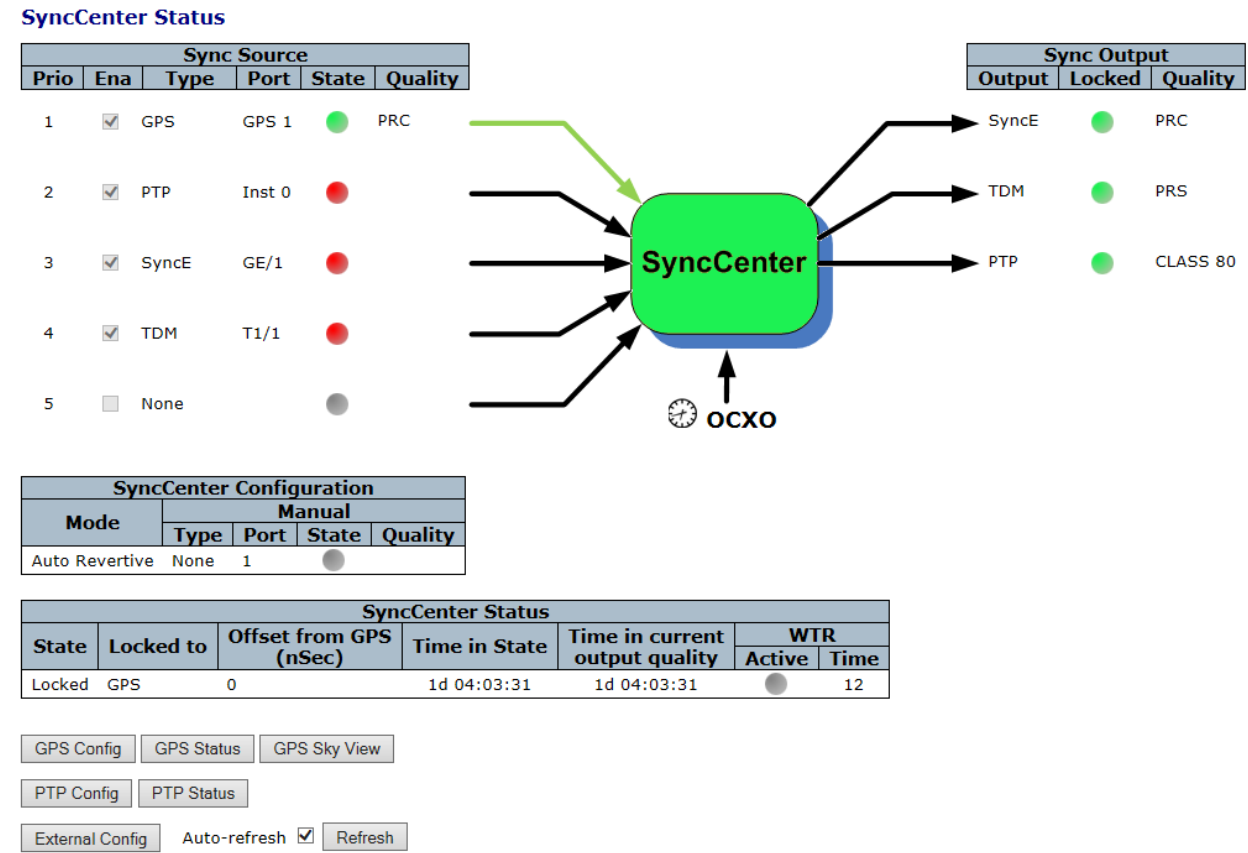 SyncCenter Status
Sync Source
Prio Ena Type Port State Quality
1 GPS GPS 1 PRC
2 PTP Inst 0
3 SyncE GE/1
4 TDM T1/1
5 None
SyncCenter
OCXO
Sync Output
Output Locked Quality
SyncE PRC
TDM PRS
PTP CLASS 80
SyncCenter Configuration
Mode Manual
Type Port State Quality
Auto Revertive None 1
SyncCenter Status
State Locked to Offset from GPS (nSec) Time in State Time in current output quality WTR
Active Time
Locked GPS 0 1d 04:03:31 1d 04:03:31 12
GPS Config GPS Status GPS Sky View
PTP Config PTP Status
External Config Auto-refresh Refresh